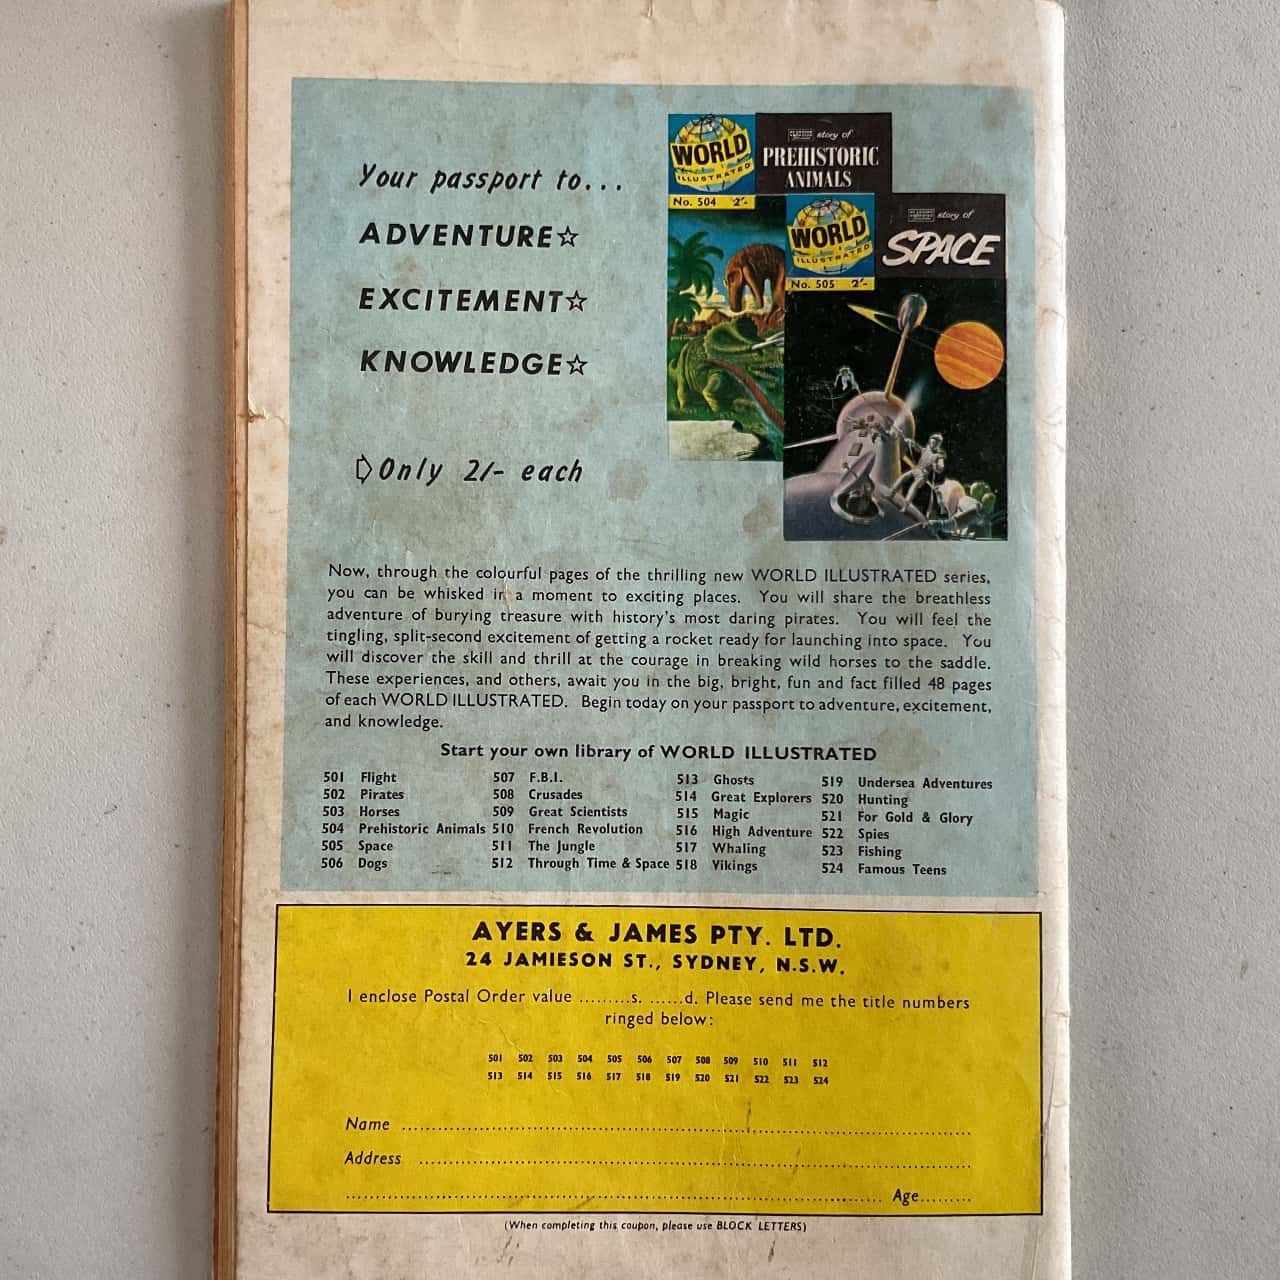 Your passport to...
ADVENTURE☆
EXCITEMENT☆
KNOWLEDGE☆
Only 2/- each
WORLD
ILLUSTRATED
No. 504 2'-
story of
PREHISTORIC
ANIMALS
WORLD
ILLUSTRATED
No. 505 2'-
story of
SPACE
Now, through the colourful pages of the thrilling new WORLD ILLUSTRATED series,
you can be whisked in a moment to exciting places. You will share the breathless
adventure of burying treasure with history's most daring pirates. You will feel the
tingling, split-second excitement of getting a rocket ready for launching into space. You
will discover the skill and thrill at the courage in breaking wild horses to the saddle.
These experiences, and others, await you in the big, bright, fun and fact filled 48 pages
of each WORLD ILLUSTRATED. Begin today on your passport to adventure, excitement,
and knowledge.
Start your own library of WORLD ILLUSTRATED
501 Flight 507 F.B.I. 513 Ghosts 519 Undersea Adventures
502 Pirates 508 Crusades 514 Great Explorers 520 Hunting
503 Horses 509 Great Scientists 515 Magic 521 For Gold & Glory
504 Prehistoric Animals 510 French Revolution 516 High Adventure 522 Spies
505 Space 511 The Jungle 517 Whaling 523 Fishing
506 Dogs 512 Through Time & Space 518 Vikings 524 Famous Teens
AYERS & JAMES PTY. LTD.
24 JAMIESON ST., SYDNEY, N.S.W.
I enclose Postal Order value .........s. ......d. Please send me the title numbers
ringed below:
501 502 503 504 505 506 507 508 509 510 511 512
513 514 515 516 517 518 519 520 521 522 523 524
Name ................................................
Address ................................................
................................................ Age.........
(When completing this coupon, please use BLOCK LETTERS)